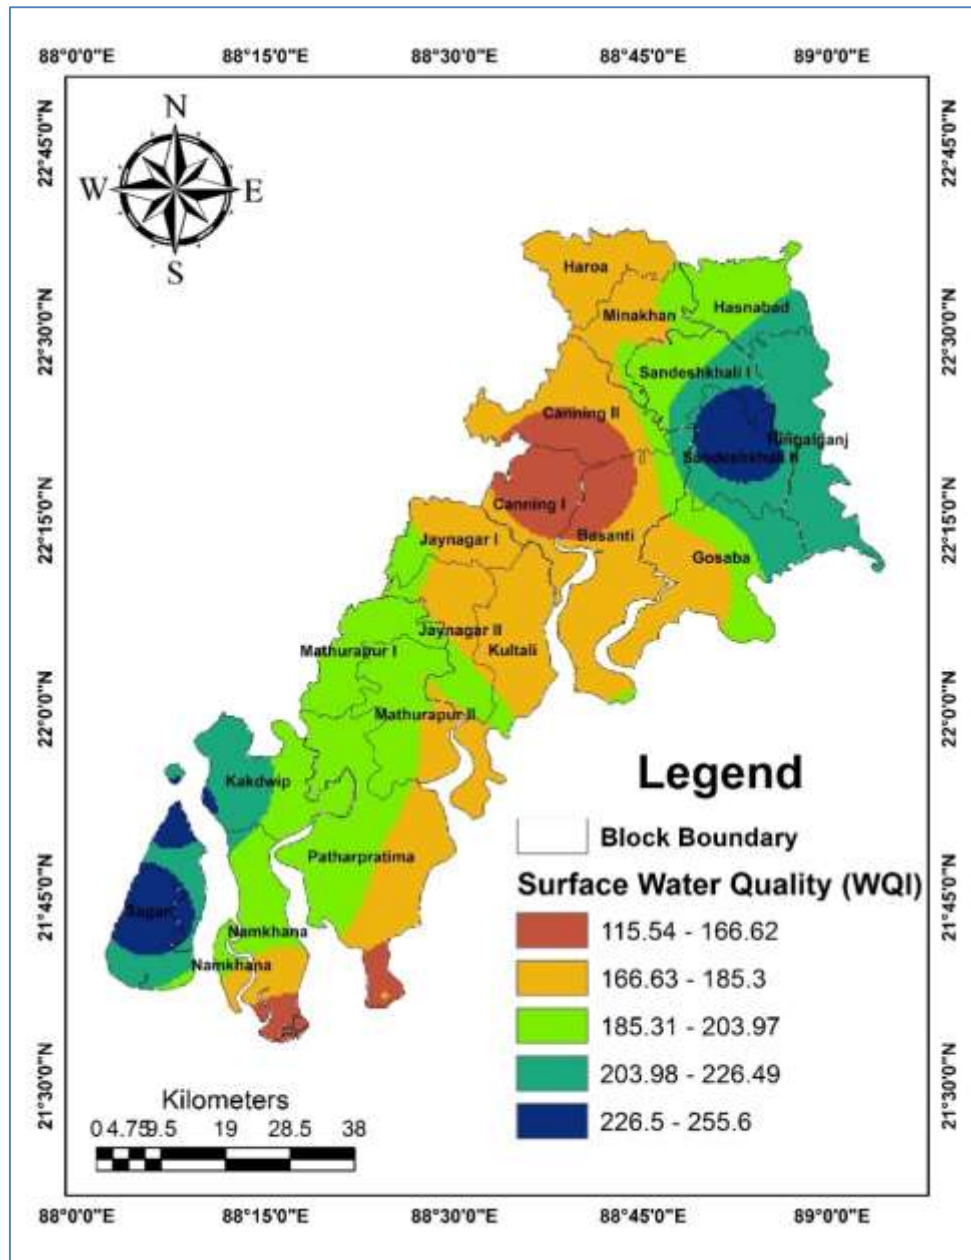 88°0'0"E 88°15'0"E 88°30'0"E 88°45'0"E 89°0'0"E
22°45'0"N 22°45'0"N
N
W E
S
Haroa
Hasnabad
Minakhan
22°30'0"N 22°30'0"N
Sandeshkhali I
Canning II
Hingalganj
Sandeshkhali II
Canning I
22°15'0"N 22°15'0"N
Basanti
Jaynagar I
Gosaba
Jaynagar II
Mathurapur I Kultali
22°0'0"N 22°0'0"N
Mathurapur II
Kakdwip
Legend
Block Boundary
Patharpratima
Surface Water Quality (WQI)
21°45'0"N 21°45'0"N
Sagar
115.54 - 166.62
Namkhana
Namkhana
166.63 - 185.3
185.31 - 203.97
21°30'0"N 21°30'0"N
203.98 - 226.49
Kilometers
226.5 - 255.6
0 4.75 9.5 19 28.5 38
88°0'0"E 88°15'0"E 88°30'0"E 88°45'0"E 89°0'0"E